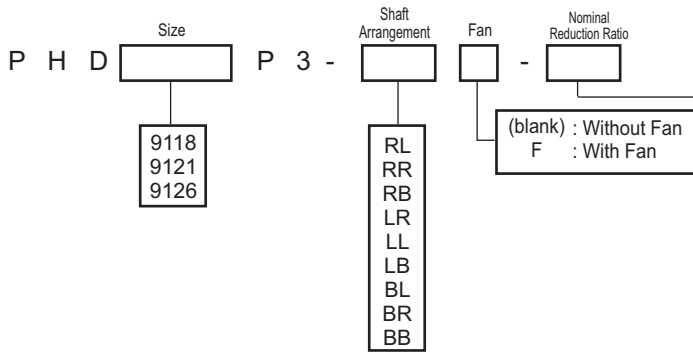 Size
Shaft
Arrangement
Fan
Nominal
Reduction Ratio
P H D P 3 - -
9118
9121
9126
RL
RR
RB
LR
LL
LB
BL
BR
BB
(blank) : Without Fan
F : With Fan